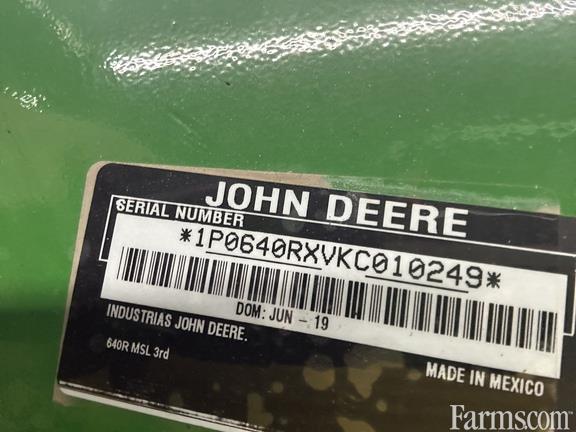 JOHN DEERE
SERIAL NUMBER
*1P0640RXVKC010249*
DOM: JUN - 19
INDUSTRIAS JOHN DEERE.
640R MSL 3rd
MADE IN MEXICO
Farms.com